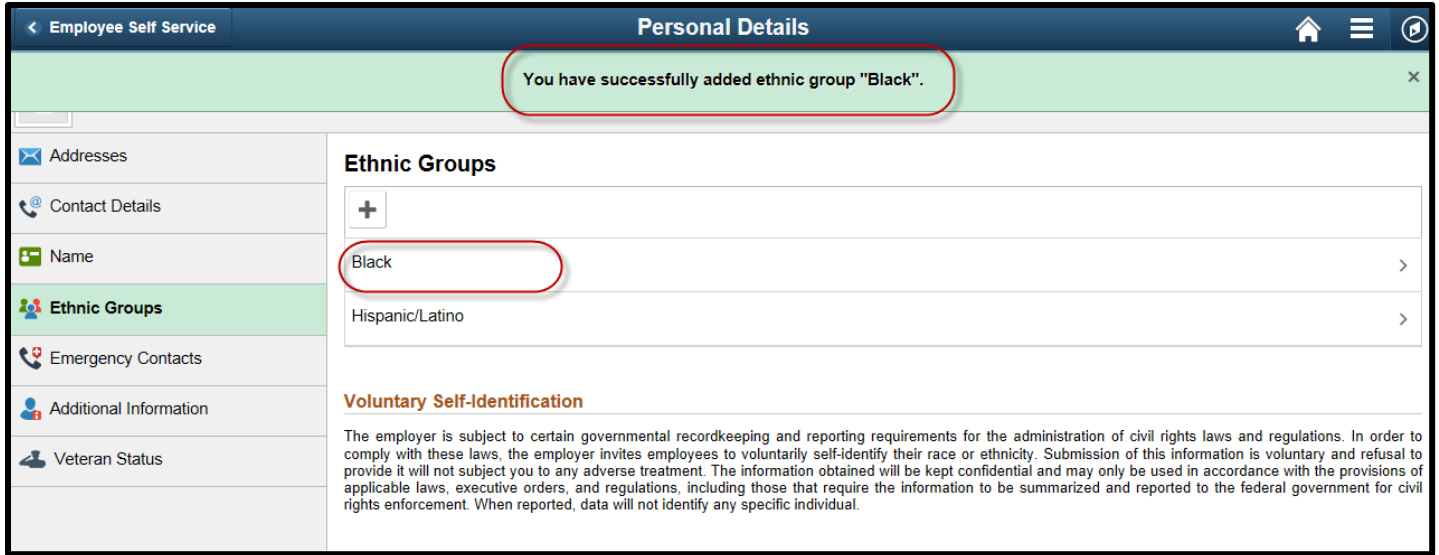 Employee Self Service
Personal Details
You have successfully added ethnic group "Black".
Addresses
Contact Details
Name
Ethnic Groups
Emergency Contacts
Additional Information
Veteran Status
Ethnic Groups
Black
Hispanic/Latino
Voluntary Self-Identification
The employer is subject to certain governmental recordkeeping and reporting requirements for the administration of civil rights laws and regulations. In order to
comply with these laws, the employer invites employees to voluntarily self-identify their race or ethnicity. Submission of this information is voluntary and refusal to
provide it will not subject you to any adverse treatment. The information obtained will be kept confidential and may only be used in accordance with the provisions of
applicable laws, executive orders, and regulations, including those that require the information to be summarized and reported to the federal government for civil
rights enforcement. When reported, data will not identify any specific individual.